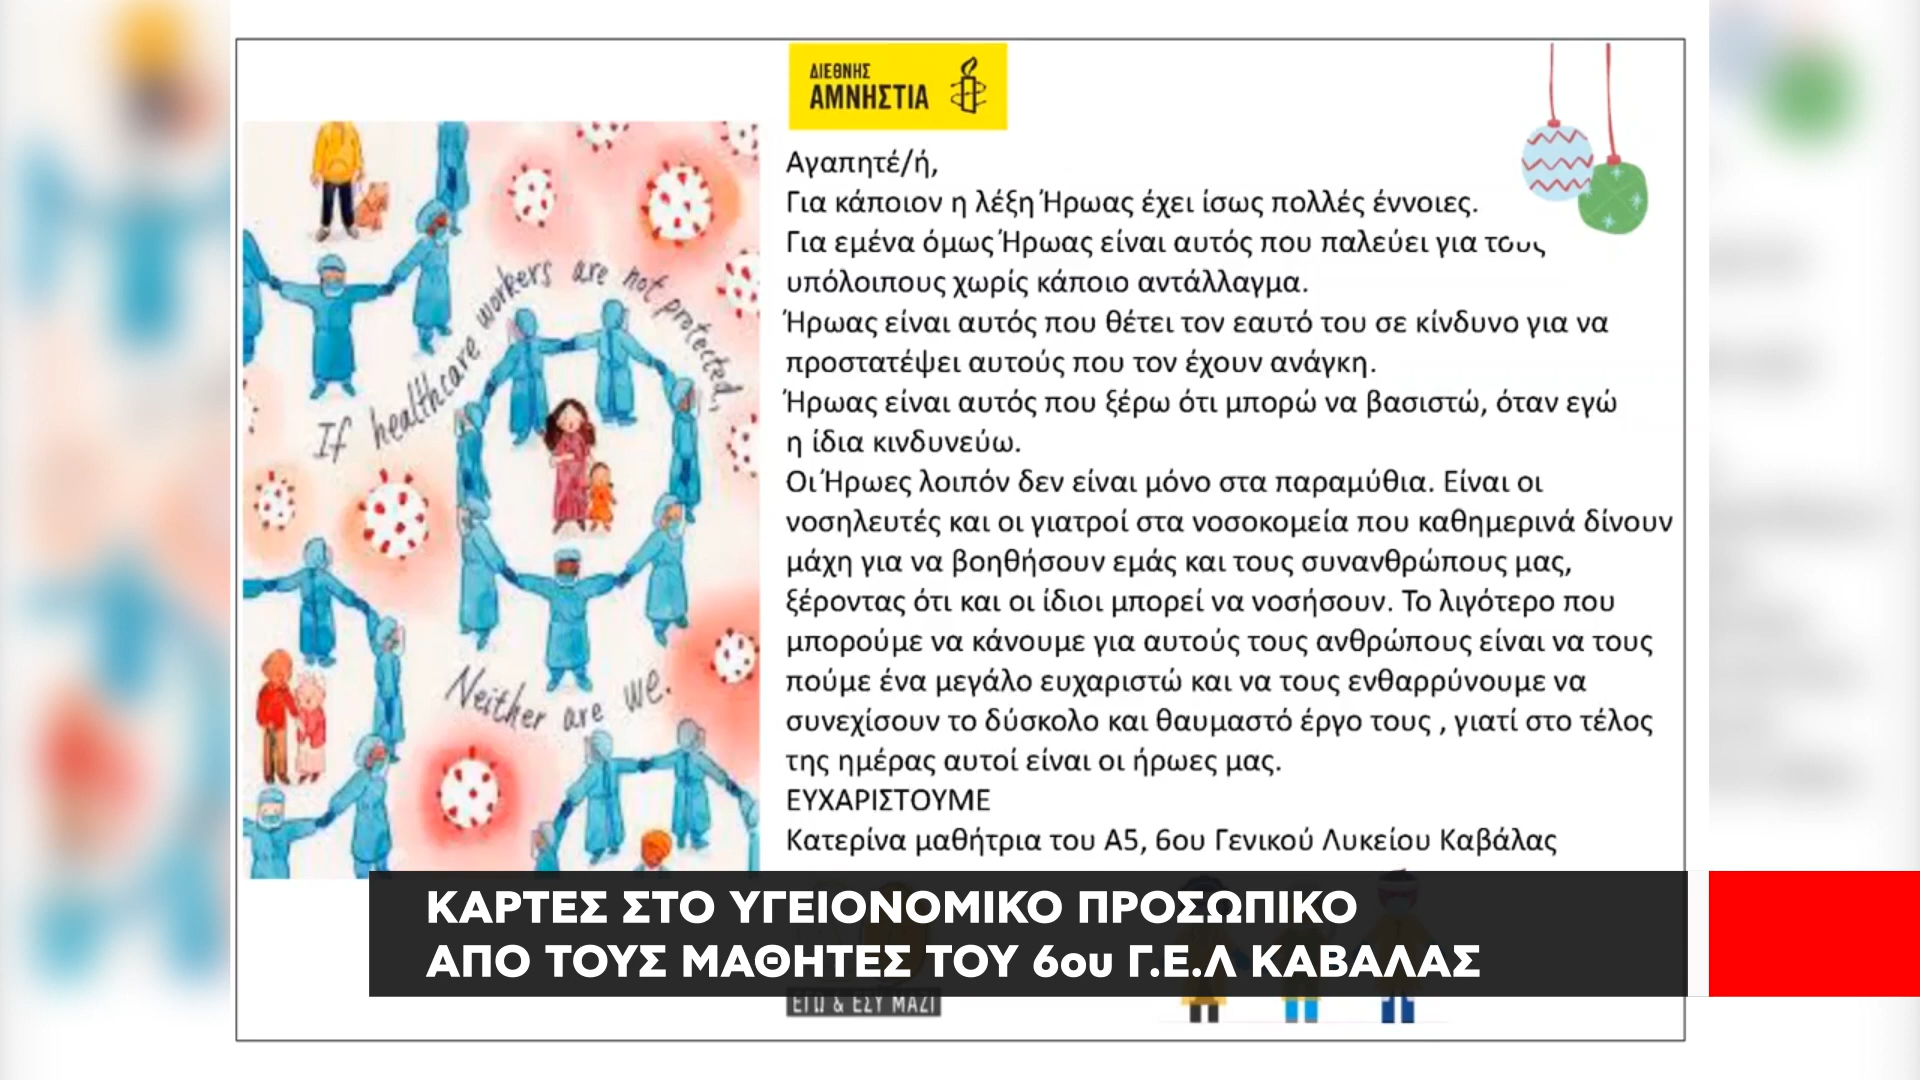 ΔΙΕΘΝΗΣ
ΑΜΝΗΣΤΙΑ
If healthcare workers are not protected,
Neither are we.
Αγαπητέ/ή,
Για κάποιον η λέξη Ήρωας έχει ίσως πολλές έννοιες.
Για εμένα όμως Ήρωας είναι αυτός που παλεύει για τους
υπόλοιπους χωρίς κάποιο αντάλλαγμα.
Ήρωας είναι αυτός που θέτει τον εαυτό του σε κίνδυνο για να
προστατέψει αυτούς που τον έχουν ανάγκη.
Ήρωας είναι αυτός που ξέρω ότι μπορώ να βασιστώ, όταν εγώ
η ίδια κινδυνεύω.
Οι Ήρωες λοιπόν δεν είναι μόνο στα παραμύθια. Είναι οι
νοσηλευτές και οι γιατροί στα νοσοκομεία που καθημερινά δίνουν
μάχη για να βοηθήσουν εμάς και τους συνανθρώπους μας,
ξέροντας ότι και οι ίδιοι μπορεί να νοσήσουν. Το λιγότερο που
μπορούμε να κάνουμε για αυτούς τους ανθρώπους είναι να τους
πούμε ένα μεγάλο ευχαριστώ και να τους ενθαρρύνουμε να
συνεχίσουν το δύσκολο και θαυμαστό έργο τους , γιατί στο τέλος
της ημέρας αυτοί είναι οι ήρωες μας.
ΕΥΧΑΡΙΣΤΟΥΜΕ
Κατερίνα μαθήτρια του Α5, 6ου Γενικού Λυκείου Καβάλας
ΚΑΡΤΕΣ ΣΤΟ ΥΓΕΙΟΝΟΜΙΚΟ ΠΡΟΣΩΠΙΚΟ
ΑΠΟ ΤΟΥΣ ΜΑΘΗΤΕΣ ΤΟΥ 6ου Γ.Ε.Λ ΚΑΒΑΛΑΣ
ΕΓΩ & ΕΣΥ ΜΑΖΙ